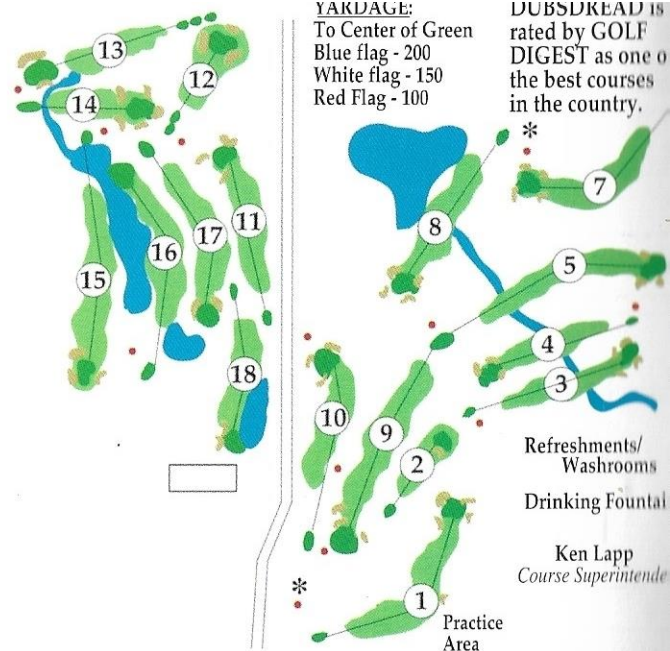 YARDAGE:
To Center of Green
Blue flag - 200
White flag - 150
Red Flag - 100
DUBSDREAD is
rated by GOLF
DIGEST as one o
the best courses
in the country.
*
13
12
14
7
11
17
16
8
15
5
4
3
18
10
9
2
Refreshments/
Washrooms
Drinking Fountai
Ken Lapp
Course Superintende
*
1
Practice
Area